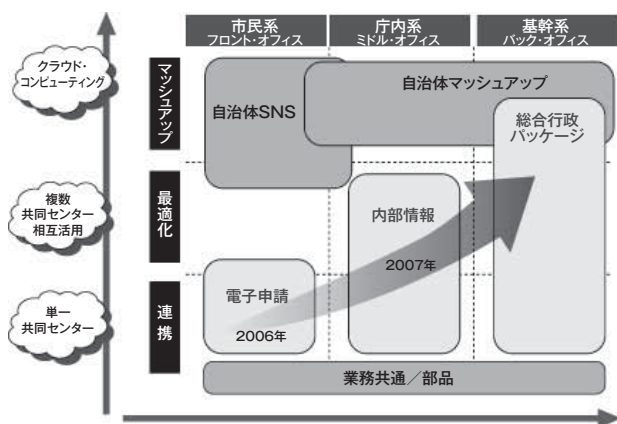 市民系
フロント・オフィス
庁内系
ミドル・オフィス
基幹系
バック・オフィス
クラウド・
コンピューティング
マッシュアップ
自治体SNS
自治体マッシュアップ
総合行政
パッケージ
複数
共同センター
相互活用
最適化
内部情報
2007年
単一
共同センター
連携
電子申請
2006年
業務共通／部品